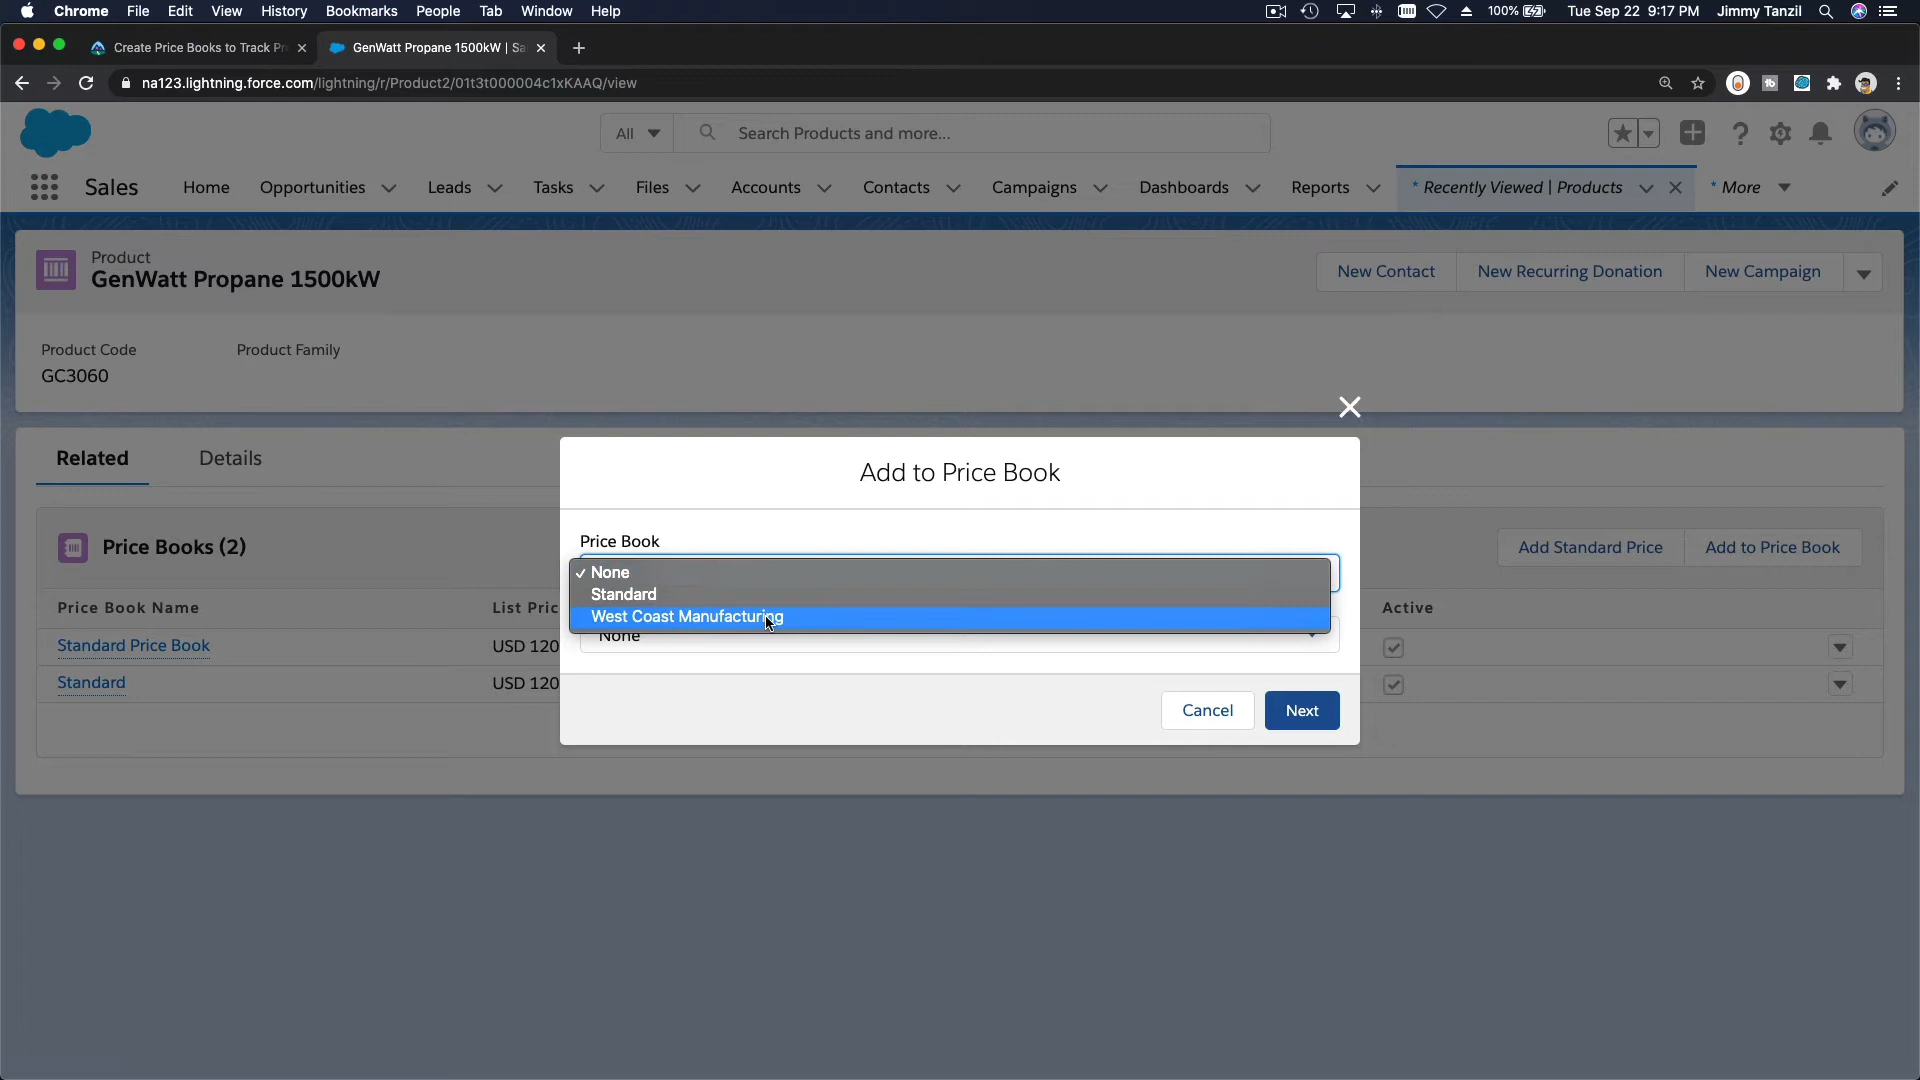 Chrome File Edit View History Bookmarks People Tab Window Help 100% Tue Sep 22 9:17 PM Jimmy Tanzil
Create Price Books to Track Pr GenWatt Propane 1500kW | Sa
na123.lightning.force.com/lightning/r/Product2/01t3t000004c1xKAAQ/view
All Search Products and more...
Sales Home Opportunities Leads Tasks Files Accounts Contacts Campaigns Dashboards Reports * Recently Viewed | Products * More
Product
GenWatt Propane 1500kW
New Contact New Recurring Donation New Campaign
Product Code Product Family
GC3060
Related Details
Add to Price Book
Price Books (2)
Add Standard Price Add to Price Book
Price Book
None
Standard
West Coast Manufacturing
None
Price Book Name List Pric Active
Standard Price Book USD 120
Standard USD 120
Cancel Next